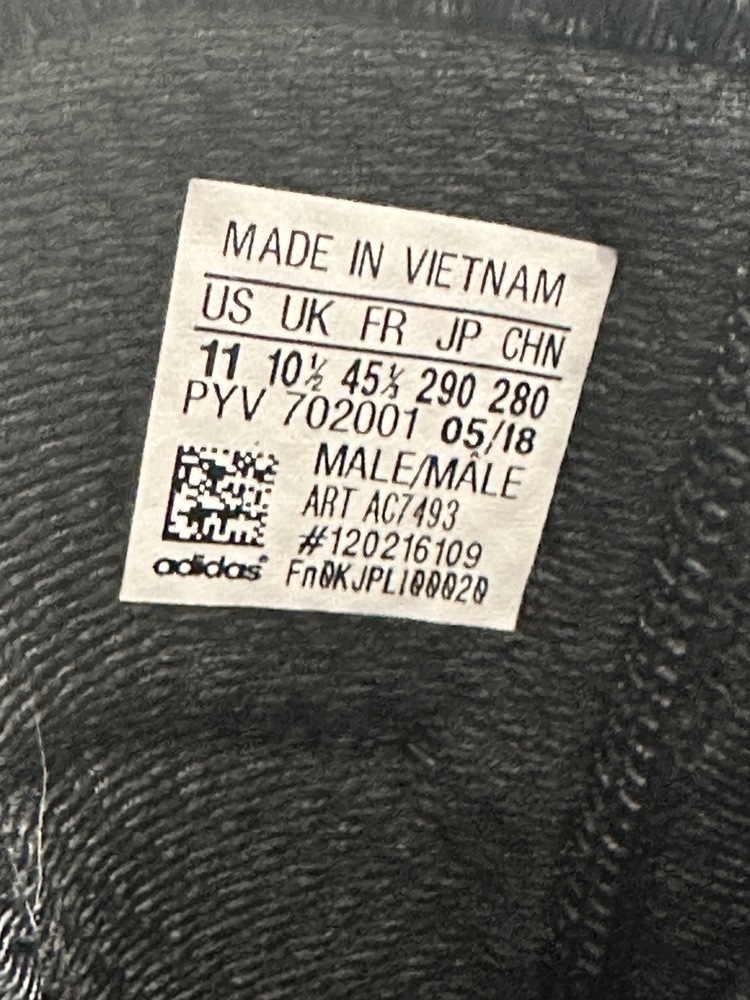 MADE IN VIETNAM
US UK FR JP CHN
11 10½ 45⅓ 290 280
PYV 702001 05/18
MALE/MÂLE
ART AC7493
#120216109
adidas® Fn0KJPL100020